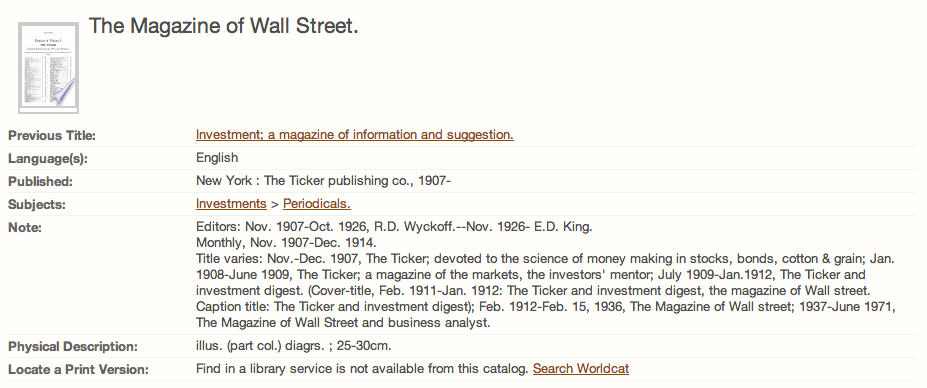 The Magazine of Wall Street.
Previous Title: Investment; a magazine of information and suggestion.
Language(s): English
Published: New York : The Ticker publishing co., 1907-
Subjects: Investments > Periodicals.
Note: Editors: Nov. 1907-Oct. 1926, R.D. Wyckoff.--Nov. 1926- E.D. King.
Monthly, Nov. 1907-Dec. 1914.
Title varies: Nov.-Dec. 1907, The Ticker; devoted to the science of money making in stocks, bonds, cotton & grain; Jan.
1908-June 1909, The Ticker; a magazine of the markets, the investors' mentor; July 1909-Jan.1912, The Ticker and
investment digest. (Cover-title, Feb. 1911-Jan. 1912: The Ticker and investment digest, the magazine of Wall street.
Caption title: The Ticker and investment digest); Feb. 1912-Feb. 15, 1936, The Magazine of Wall street; 1937-June 1971,
The Magazine of Wall Street and business analyst.
Physical Description: illus. (part col.) diagrs. ; 25-30cm.
Locate a Print Version: Find in a library service is not available from this catalog. Search Worldcat